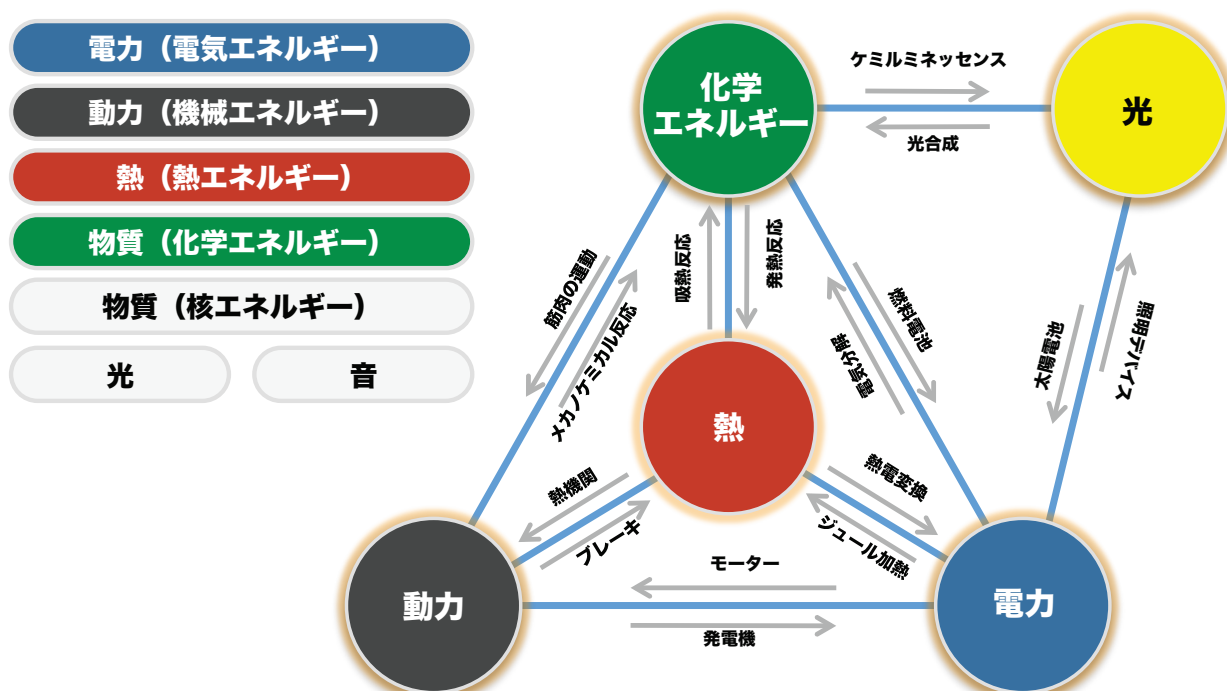 電力（電気エネルギー）
動力（機械エネルギー）
熱（熱エネルギー）
物質（化学エネルギー）
物質（核エネルギー）
光
音
化学
エネルギー
ケミルミネッセンス
光合成
光
筋肉の運動
メカノケミカル反応
吸熱反応
発熱反応
燃料電池
電気分解
太陽電池
照明デバイス
熱
熱機関
ブレーキ
熱電変換
ジュール加熱
モーター
発電機
動力
電力